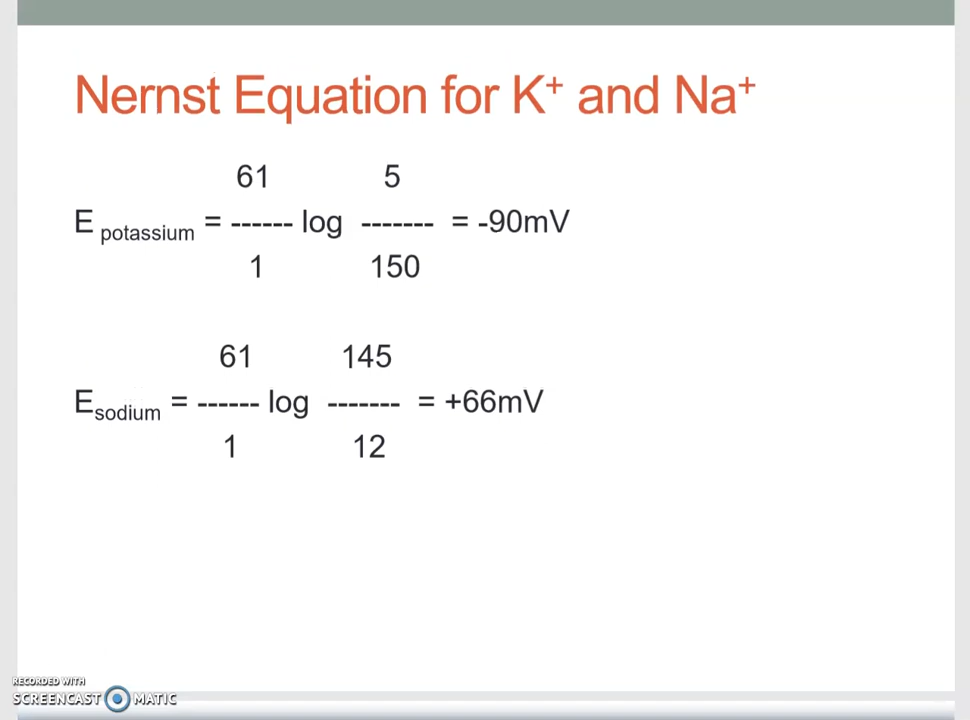 Nernst Equation for K⁺ and Na⁺
61 5
E potassium = ------ log ------- = -90mV
1 150
61 145
Esodium = ------ log ------- = +66mV
1 12
RECORDED WITH
SCREENCAST MATIC